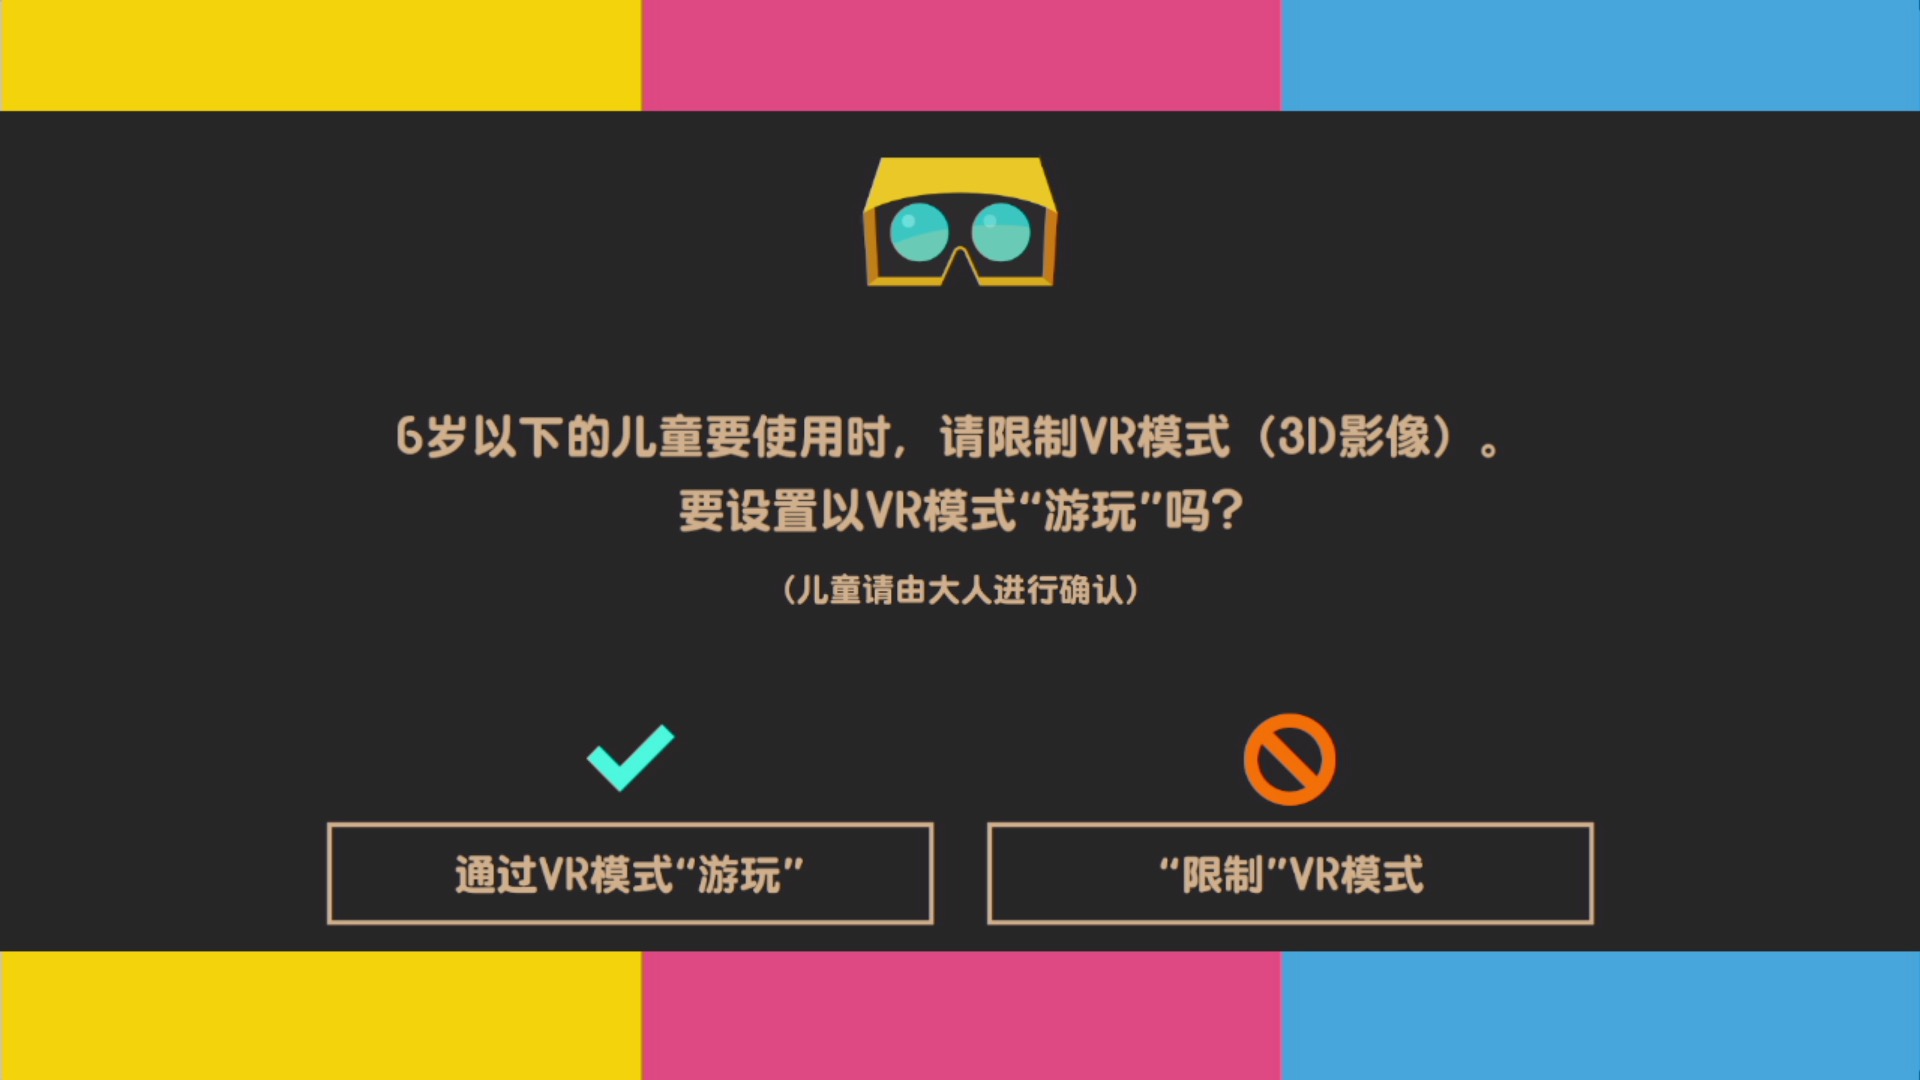 6岁以下的儿童要使用时，请限制VR模式（3D影像）。
要设置以VR模式“游玩”吗？
（儿童请由大人进行确认）
通过VR模式“游玩”
“限制”VR模式